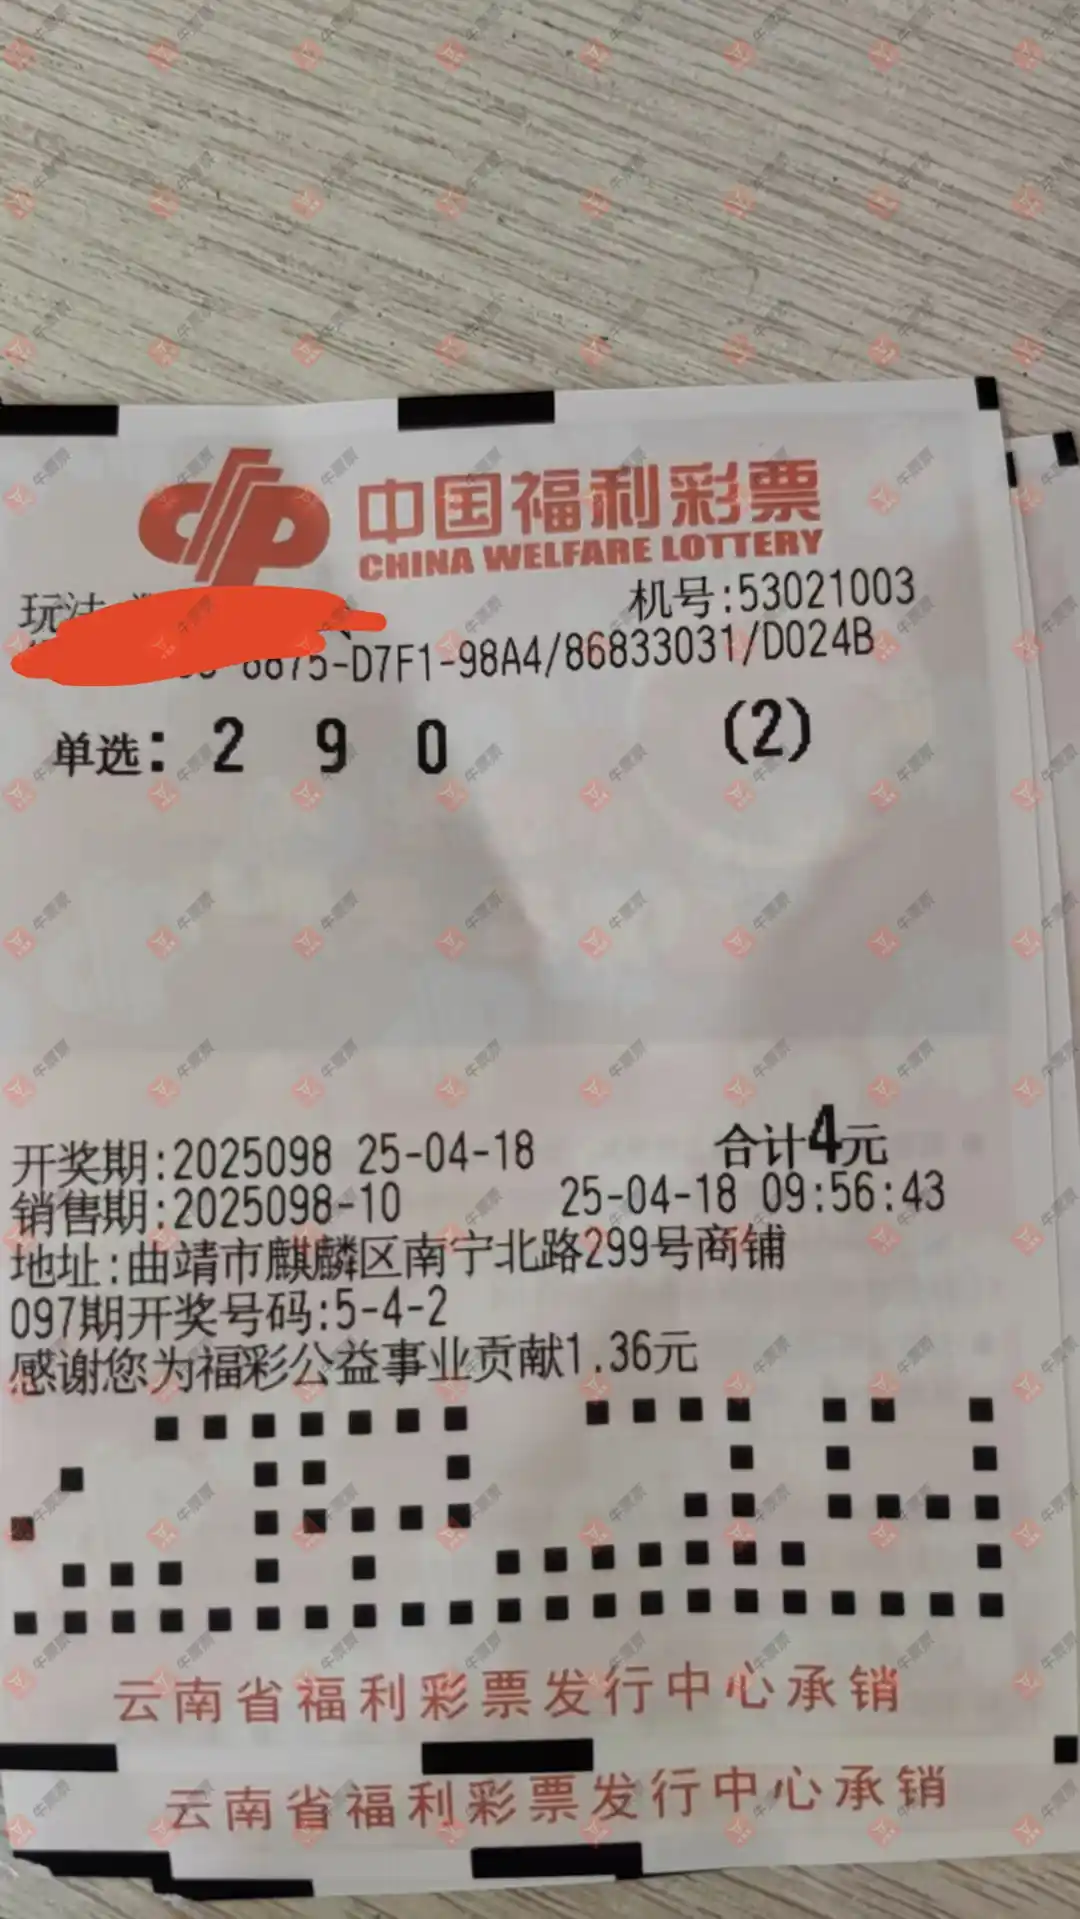 中国福利彩票
CHINA WELFARE LOTTERY
玩法
机号:53021003
8875-D7F1-98A4/86833031/D024B
单选: 2 9 0 (2)
开奖期:2025098 25-04-18 合计4元
销售期:2025098-10 25-04-18 09:56:43
地址:曲靖市麒麟区南宁北路299号商铺
097期开奖号码:5-4-2
感谢您为福彩公益事业贡献1.36元
云南省福利彩票发行中心承销
云南省福利彩票发行中心承销
牛票票